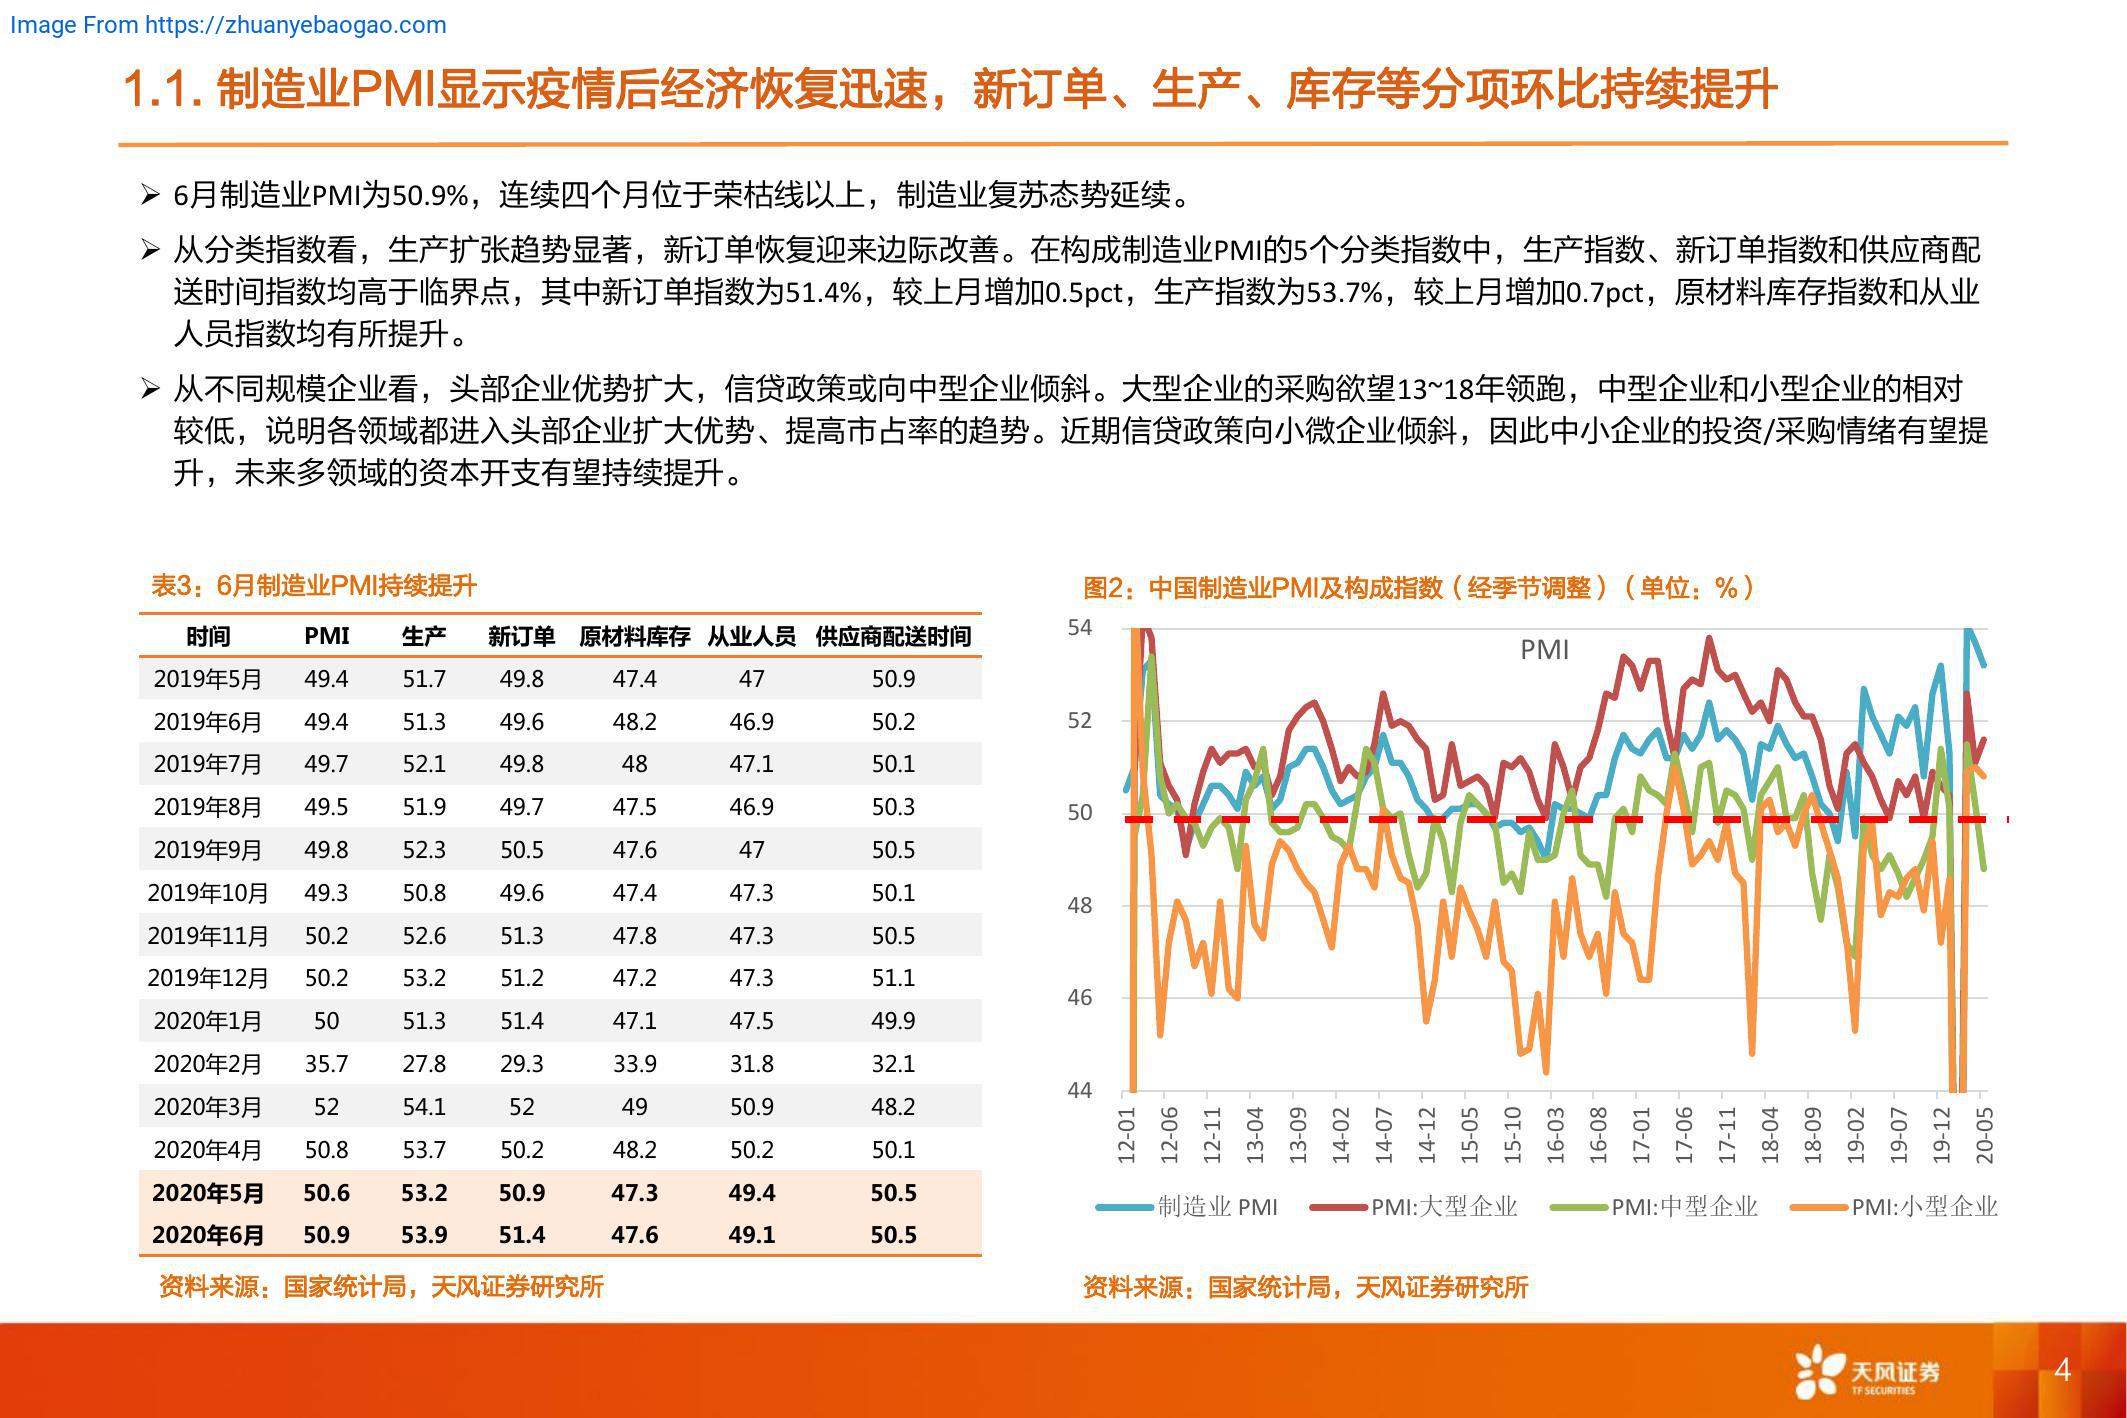 Image From https://zhuanyebaogao.com
1.1. 制造业PMI显示疫情后经济恢复迅速，新订单、生产、库存等分项环比持续提升
➢ 6月制造业PMI为50.9%，连续四个月位于荣枯线以上，制造业复苏态势延续。
➢ 从分类指数看，生产扩张趋势显著，新订单恢复迎来边际改善。在构成制造业PMI的5个分类指数中，生产指数、新订单指数和供应商配
送时间指数均高于临界点，其中新订单指数为51.4%，较上月增加0.5pct，生产指数为53.7%，较上月增加0.7pct，原材料库存指数和从业
人员指数均有所提升。
➢ 从不同规模企业看，头部企业优势扩大，信贷政策或向中型企业倾斜。大型企业的采购欲望13~18年领跑，中型企业和小型企业的相对
较低，说明各领域都进入头部企业扩大优势、提高市占率的趋势。近期信贷政策向小微企业倾斜，因此中小企业的投资/采购情绪有望提
升，未来多领域的资本开支有望持续提升。
表3：6月制造业PMI持续提升
时间 PMI 生产 新订单 原材料库存 从业人员 供应商配送时间
2019年5月 49.4 51.7 49.8 47.4 47 50.9
2019年6月 49.4 51.3 49.6 48.2 46.9 50.2
2019年7月 49.7 52.1 49.8 48 47.1 50.1
2019年8月 49.5 51.9 49.7 47.5 46.9 50.3
2019年9月 49.8 52.3 50.5 47.6 47 50.5
2019年10月 49.3 50.8 49.6 47.4 47.3 50.1
2019年11月 50.2 52.6 51.3 47.8 47.3 50.5
2019年12月 50.2 53.2 51.2 47.2 47.3 51.1
2020年1月 50 51.3 51.4 47.1 47.5 49.9
2020年2月 35.7 27.8 29.3 33.9 31.8 32.1
2020年3月 52 54.1 52 49 50.9 48.2
2020年4月 50.8 53.7 50.2 48.2 50.2 50.1
2020年5月 50.6 53.2 50.9 47.3 49.4 50.5
2020年6月 50.9 53.9 51.4 47.6 49.1 50.5
资料来源：国家统计局，天风证券研究所
图2：中国制造业PMI及构成指数（经季节调整）（单位：%）
PMI
54
52
50
48
46
44
12-01 12-06 12-11 13-04 13-09 14-02 14-07 14-12 15-05 15-10 16-03 16-08 17-01 17-06 17-11 18-04 18-09 19-02 19-07 19-12 20-05
制造业 PMI PMI:大型企业 PMI:中型企业 PMI:小型企业
资料来源：国家统计局，天风证券研究所
天风证券
TF SECURITIES
4